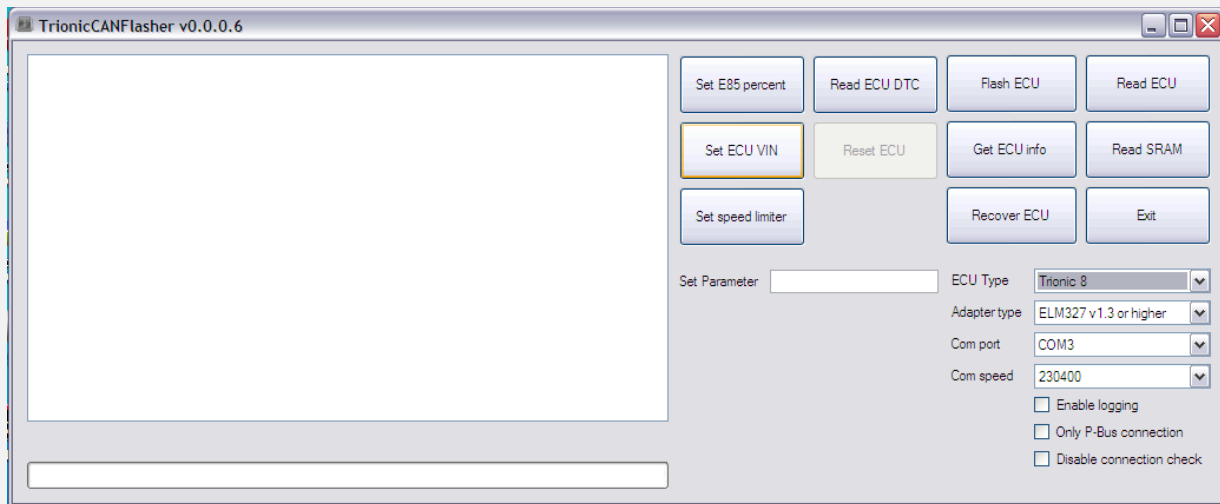 TrionicCANFlasher v0.0.0.6
Set E85 percent
Read ECU DTC
Flash ECU
Read ECU
Set ECU VIN
Reset ECU
Get ECU info
Read SRAM
Set speed limiter
Recover ECU
Exit
Set Parameter
ECU Type
Trionic 8
Adapter type
ELM327 v1.3 or higher
Com port
COM3
Com speed
230400
Enable logging
Only P-Bus connection
Disable connection check